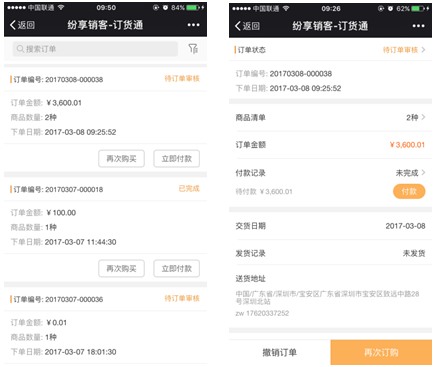 中国联通
09:50
84%
返回
纷享销客-订货通
搜索订单
订单编号: 20170308-000038
待订单审核
订单金额: ￥3,600.01
商品数量: 2种
下单日期: 2017-03-08 09:25:52
再次购买
立即付款
订单编号: 20170307-000018
已完成
订单金额: ￥100.00
商品数量: 1种
下单日期: 2017-03-07 11:44:30
再次购买
立即付款
订单编号: 20170307-000036
待订单审核
订单金额: ￥0.01
商品数量: 1种
下单日期: 2017-03-07 18:01:30
中国联通
09:26
62%
返回
纷享销客-订货通
订单状态
待订单审核
订单编号: 20170308-000038
下单日期: 2017-03-08 09:25:52
商品清单
2种
订单金额
￥3,600.01
付款记录
未完成
待付款 ￥3,600.01
付款
交货日期
2017-03-08
发货记录
未发货
送货地址
中国/广东省/深圳市/宝安区广东省深圳市宝安区致远中路28
号深圳北站
zw 17620337252
撤销订单
再次订购